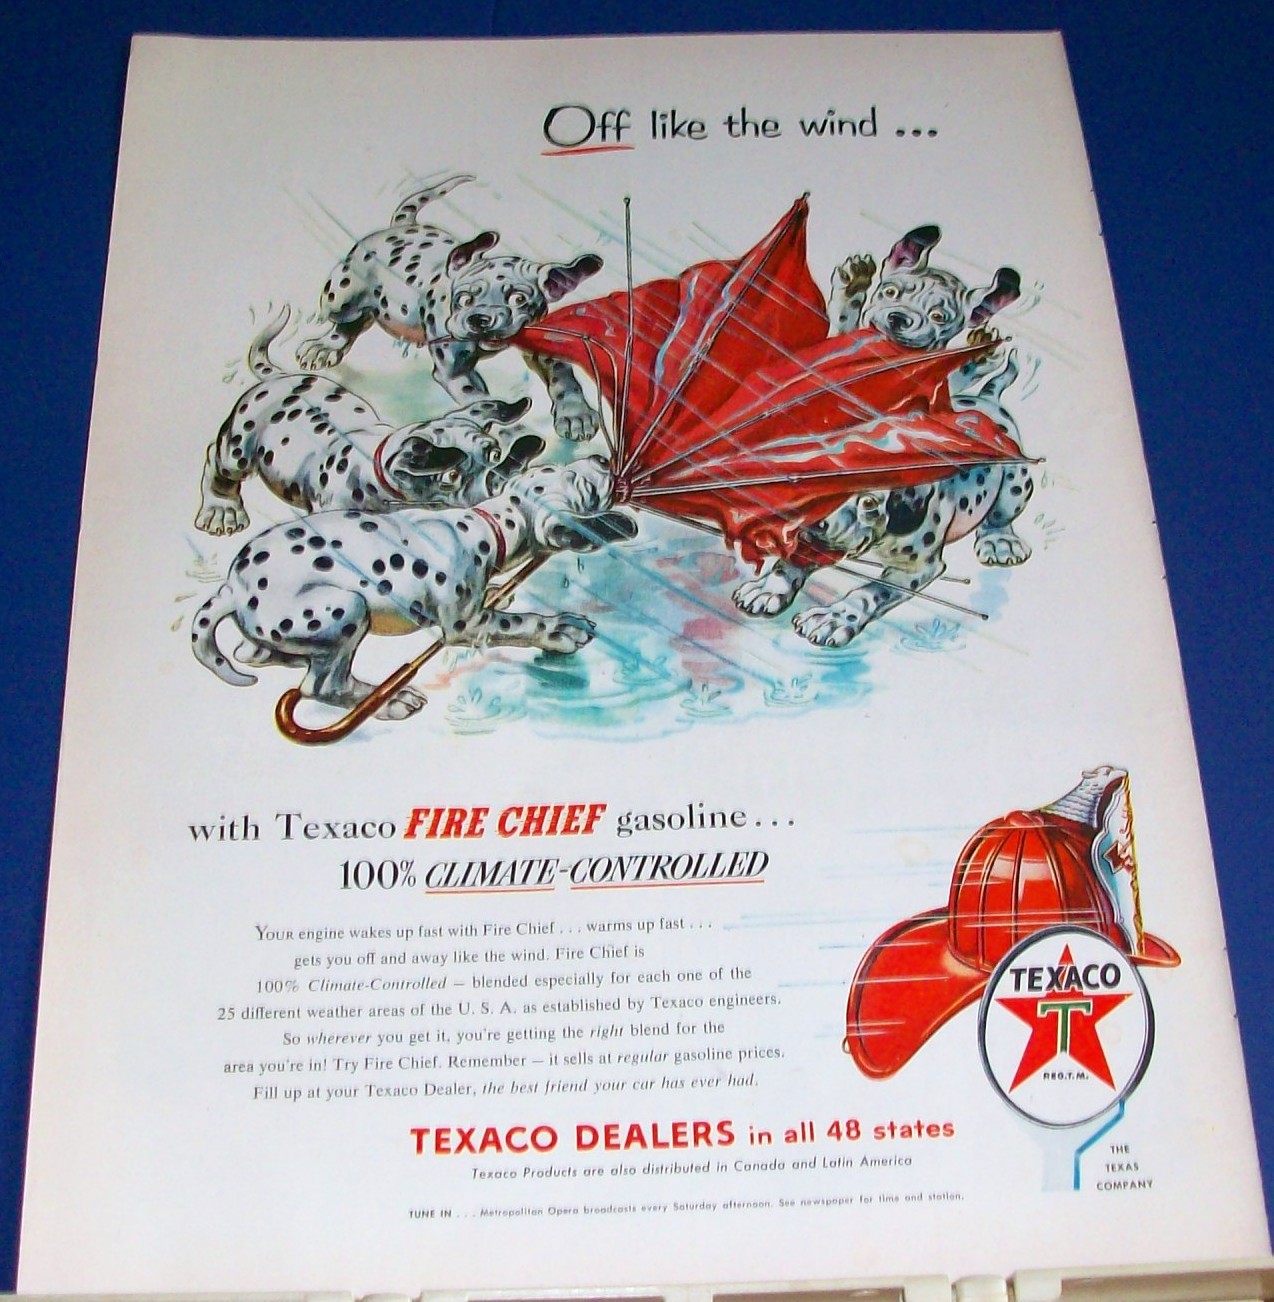 Off like the wind ...
with Texaco FIRE CHIEF gasoline...
100% CLIMATE-CONTROLLED
YOUR engine wakes up fast with Fire Chief . . . warms up fast . . .
gets you off and away like the wind. Fire Chief is
100% Climate-Controlled — blended especially for each one of the
25 different weather areas of the U. S. A. as established by Texaco engineers.
So wherever you get it, you're getting the right blend for the
area you're in! Try Fire Chief. Remember — it sells at regular gasoline prices.
Fill up at your Texaco Dealer, the best friend your car has ever had.
TEXACO
T
REG.T.M.
TEXACO DEALERS in all 48 states
Texaco Products are also distributed in Canada and Latin America
THE
TEXAS
COMPANY
TUNE IN . . . Metropolitan Opera broadcasts every Saturday afternoon. See newspaper for time and station.